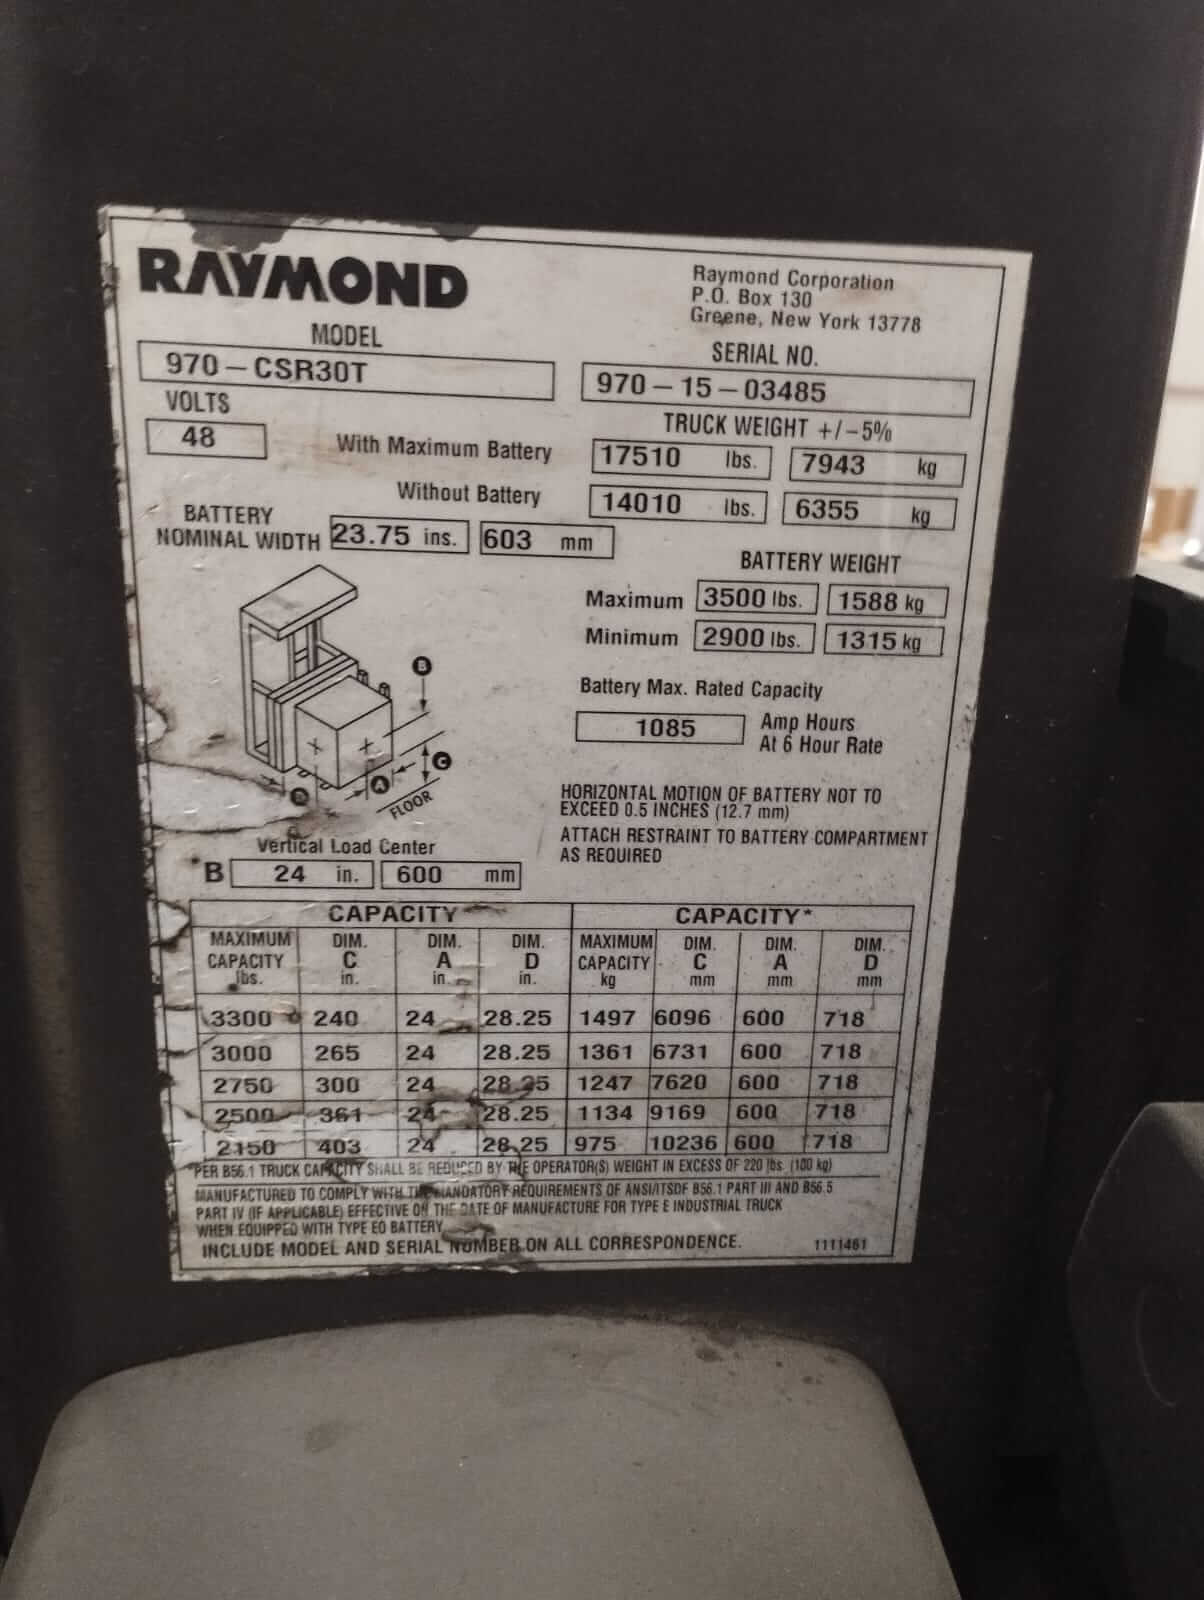 RAYMOND
Raymond Corporation
P.O. Box 130
Greene, New York 13778
MODEL
970-CSR30T
SERIAL NO.
970-15-03485
VOLTS
48
TRUCK WEIGHT +/-5%
With Maximum Battery 17510 lbs. 7943 kg
Without Battery 14010 lbs. 6355 kg
BATTERY
NOMINAL WIDTH 23.75 ins. 603 mm
BATTERY WEIGHT
Maximum 3500 lbs. 1588 kg
Minimum 2900 lbs. 1315 kg
Battery Max. Rated Capacity
1085 Amp Hours
At 6 Hour Rate
B
C
A
D
FLOOR
HORIZONTAL MOTION OF BATTERY NOT TO
EXCEED 0.5 INCHES (12.7 mm)
ATTACH RESTRAINT TO BATTERY COMPARTMENT
AS REQUIRED
Vertical Load Center
*B 24 in. 600 mm
CAPACITY CAPACITY*
MAXIMUM DIM. DIM. DIM. MAXIMUM DIM. DIM. DIM.
CAPACITY C A D CAPACITY C A D
lbs. in. in. in. kg mm mm mm
3300 240 24 28.25 1497 6096 600 718
3000 265 24 28.25 1361 6731 600 718
2750 300 24 28.25 1247 7620 600 718
2500 361 24 28.25 1134 9169 600 718
2150 403 24 28.25 975 10236 600 718
*PER B56.1 TRUCK CAPACITY SHALL BE REDUCED BY THE OPERATOR(S) WEIGHT IN EXCESS OF 220 lbs. (100 kg)
MANUFACTURED TO COMPLY WITH THE MANDATORY REQUIREMENTS OF ANSI/ITSDF B56.1 PART III AND B56.5
PART IV (IF APPLICABLE) EFFECTIVE ON THE DATE OF MANUFACTURE FOR TYPE E INDUSTRIAL TRUCK
WHEN EQUIPPED WITH TYPE EO BATTERY
INCLUDE MODEL AND SERIAL NUMBER ON ALL CORRESPONDENCE. 1111461